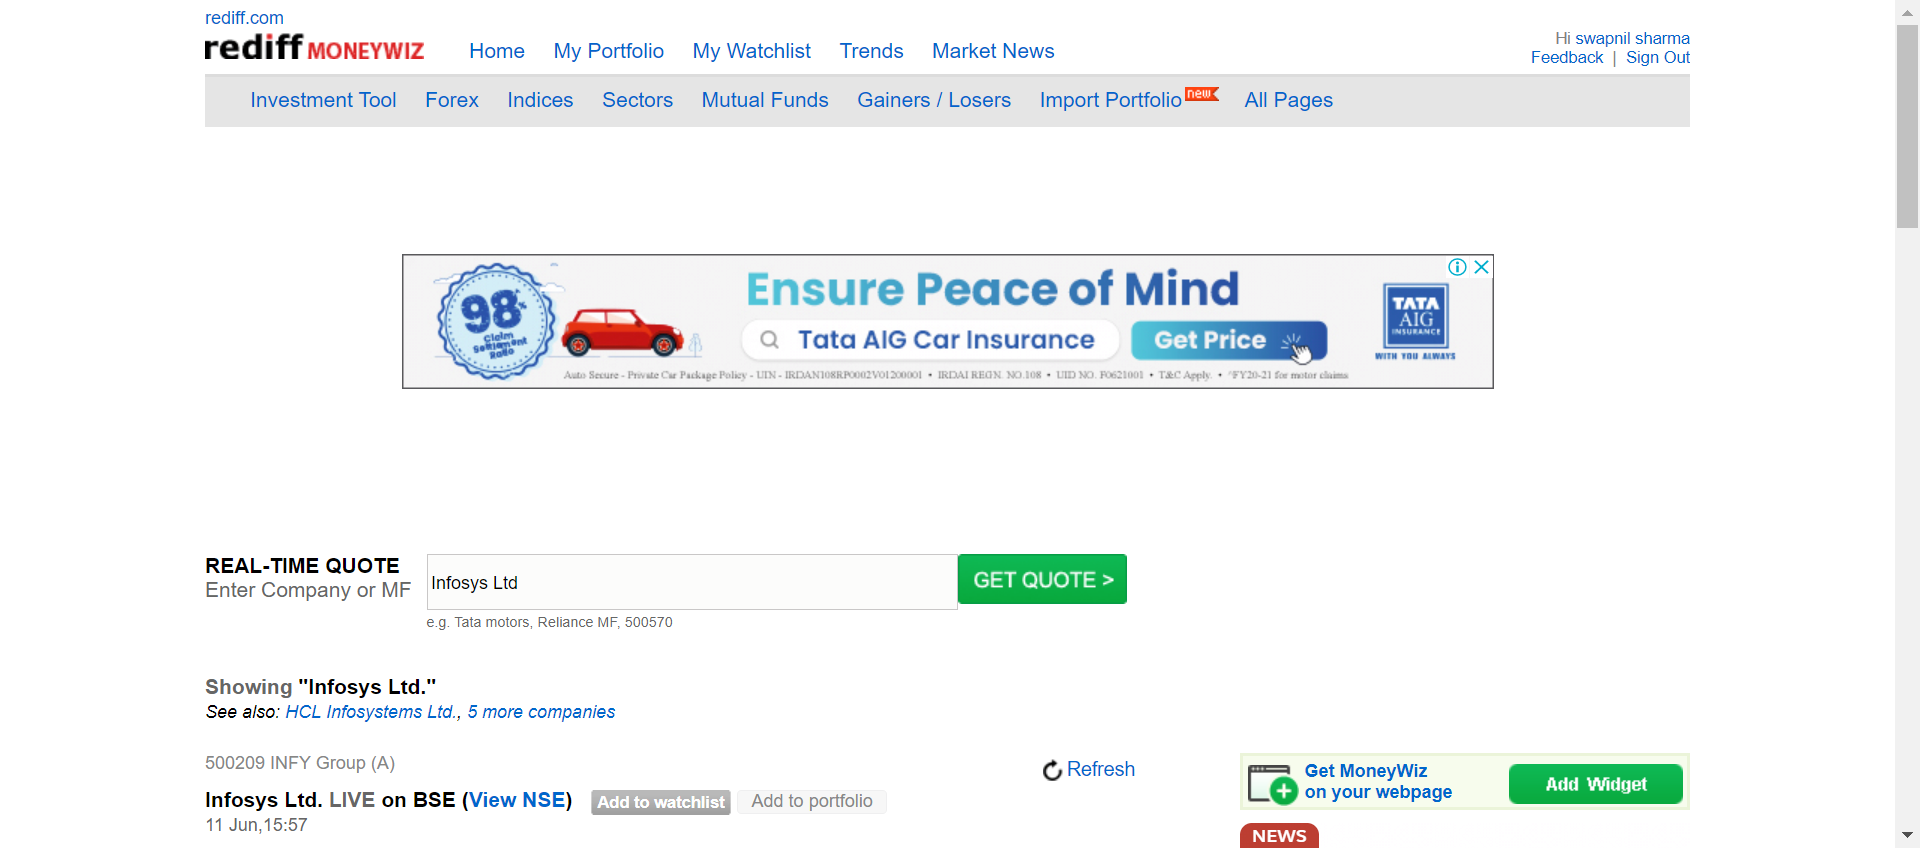 rediff.com
rediff MONEYWIZ
Home My Portfolio My Watchlist Trends Market News
Hi swapnil sharma
Feedback | Sign Out
Investment Tool Forex Indices Sectors Mutual Funds Gainers / Losers Import Portfolio new All Pages
98%
Claim
Settlement
Ratio
Ensure Peace of Mind
Tata AIG Car Insurance
Get Price
TATA
AIG
INSURANCE
WITH YOU ALWAYS
Auto Secure - Private Car Package Policy - UIN - IRDAN108RP0002V01200001 • IRDAI REGN. NO.108 • UID NO. F0621001 • T&C Apply. • *FY20-21 for motor claims
REAL-TIME QUOTE
Enter Company or MF
Infosys Ltd
GET QUOTE >
e.g. Tata motors, Reliance MF, 500570
Showing "Infosys Ltd."
See also: HCL Infosystems Ltd., 5 more companies
500209 INFY Group (A)
Refresh
Infosys Ltd. LIVE on BSE (View NSE) Add to watchlist Add to portfolio
11 Jun,15:57
Get MoneyWiz
on your webpage
Add Widget
NEWS